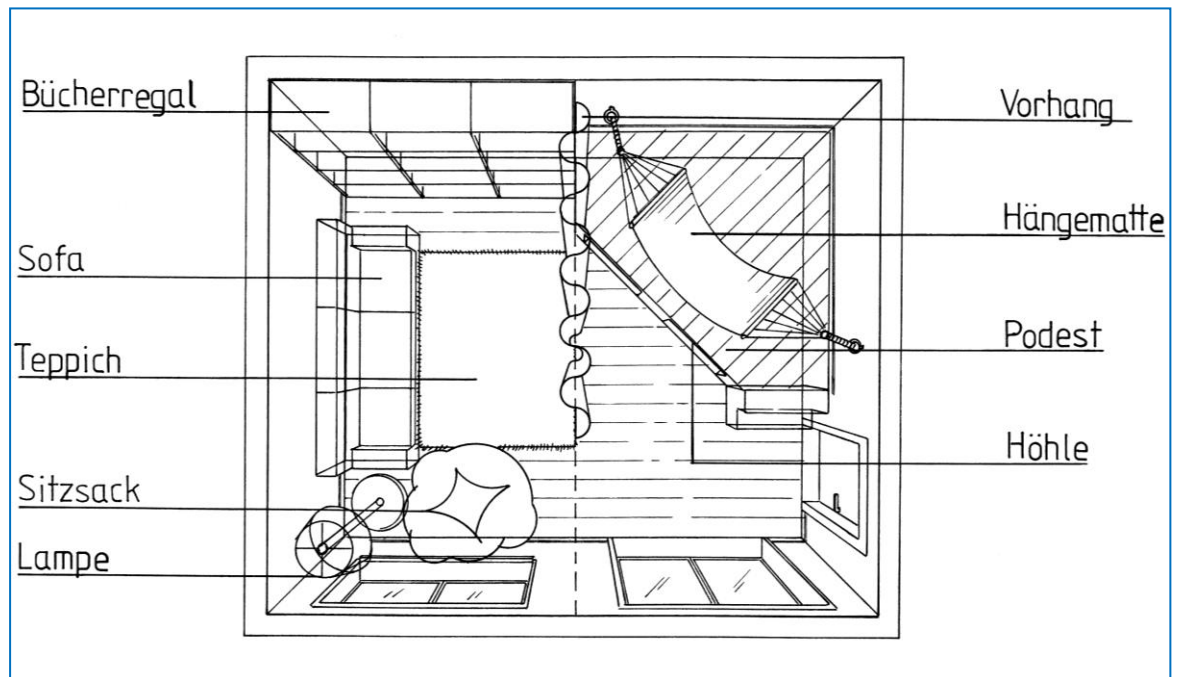 Bücherregal
Sofa
Teppich
Sitzsack
Lampe
Vorhang
Hängematte
Podest
Höhle